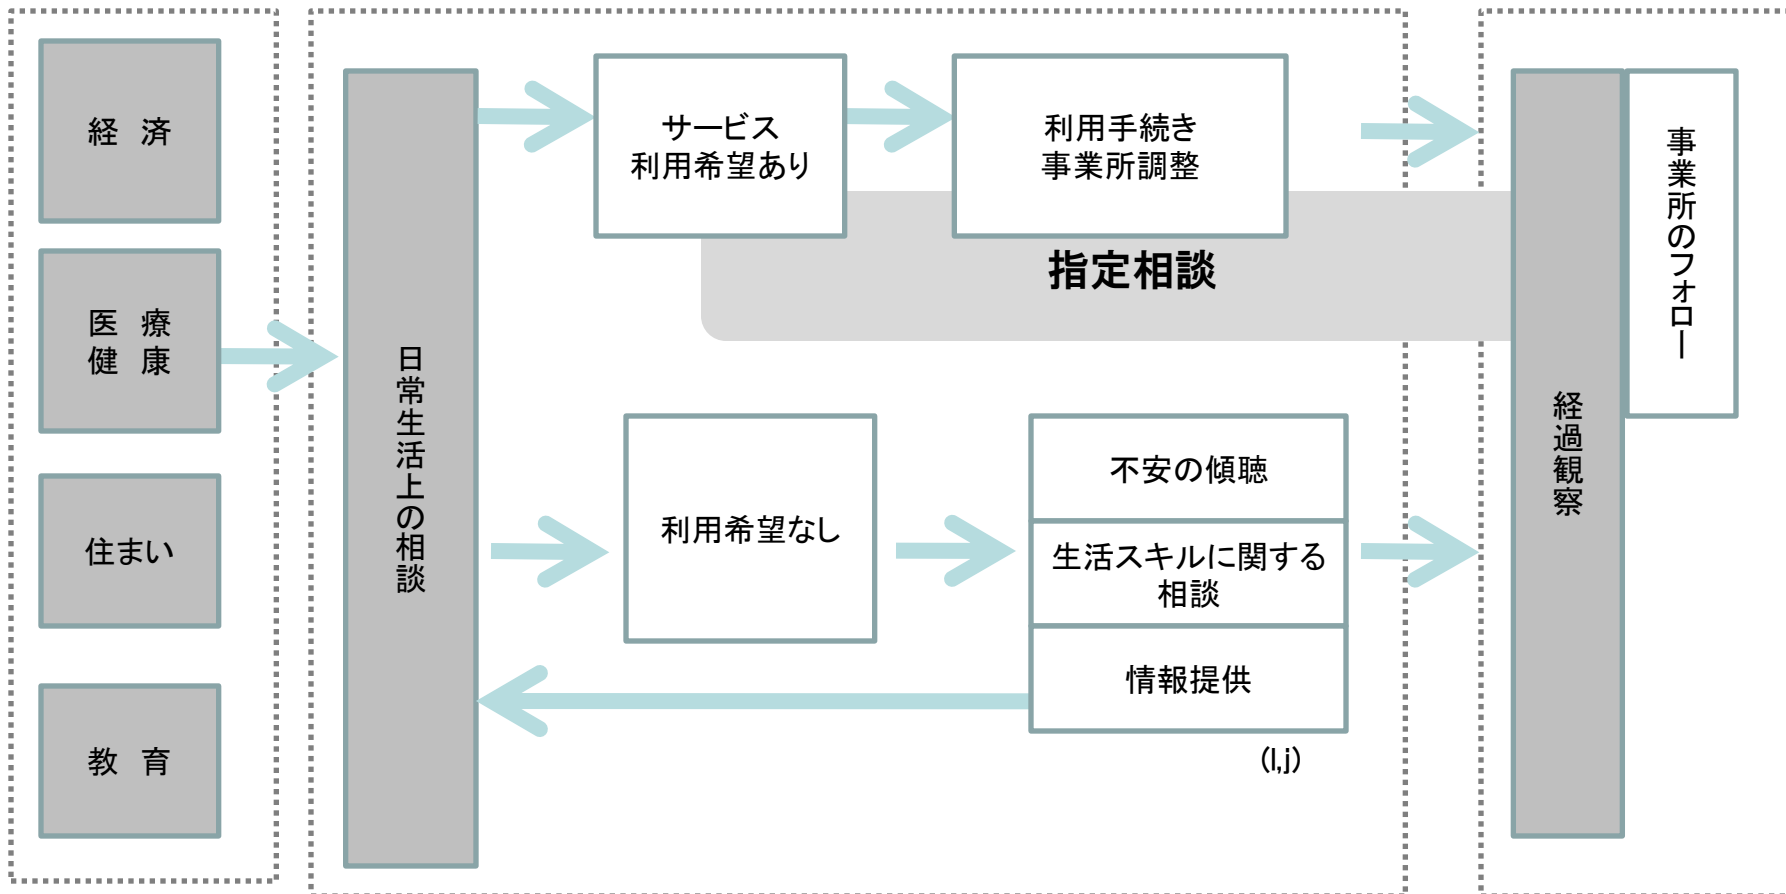 経　済
医　療
健　康
住まい
教　育
日常生活上の相談
サービス
利用希望あり
利用手続き
事業所調整
指定相談
利用希望なし
不安の傾聴
生活スキルに関する
相談
情報提供
(I,j)
経過観察
事業所のフォロー